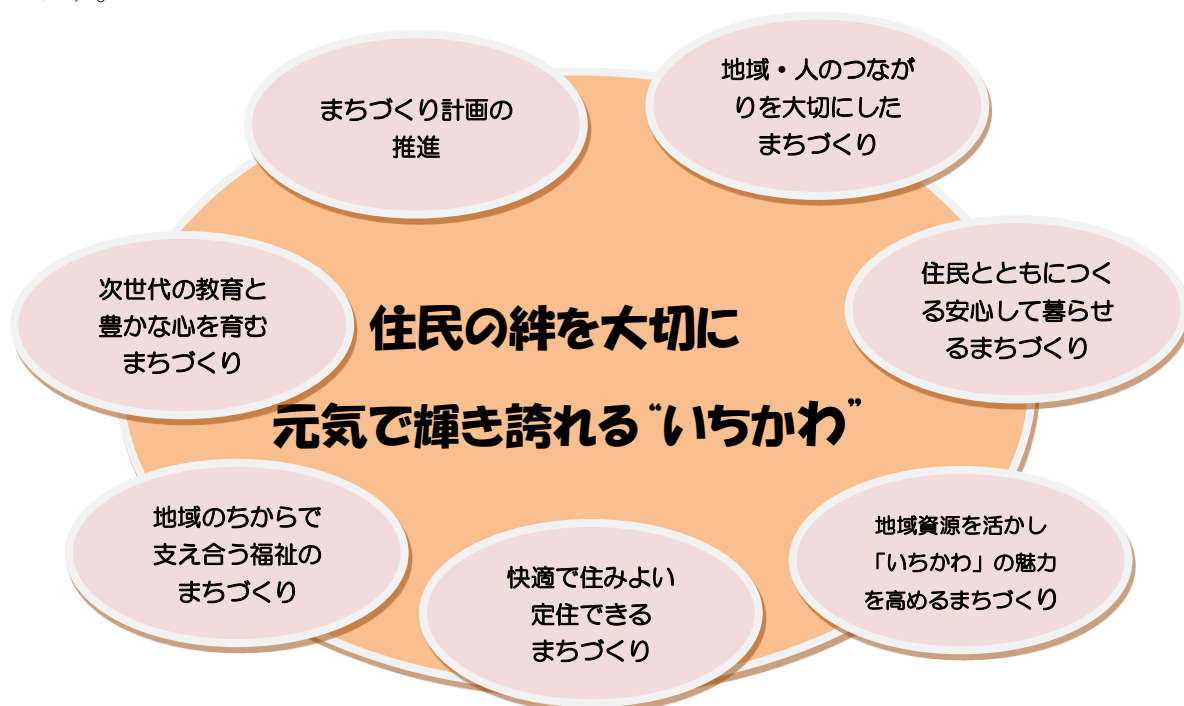 まちづくり計画の
推進
地域・人のつなが
りを大切にした
まちづくり
次世代の教育と
豊かな心を育む
まちづくり
住民とともにつく
る安心して暮らせ
るまちづくり
住民の絆を大切に
元気で輝き誇れる“いちかわ”
地域のちからで
支え合う福祉の
まちづくり
快適で住みよい
定住できる
まちづくり
地域資源を活かし
「いちかわ」の魅力
を高めるまちづくり